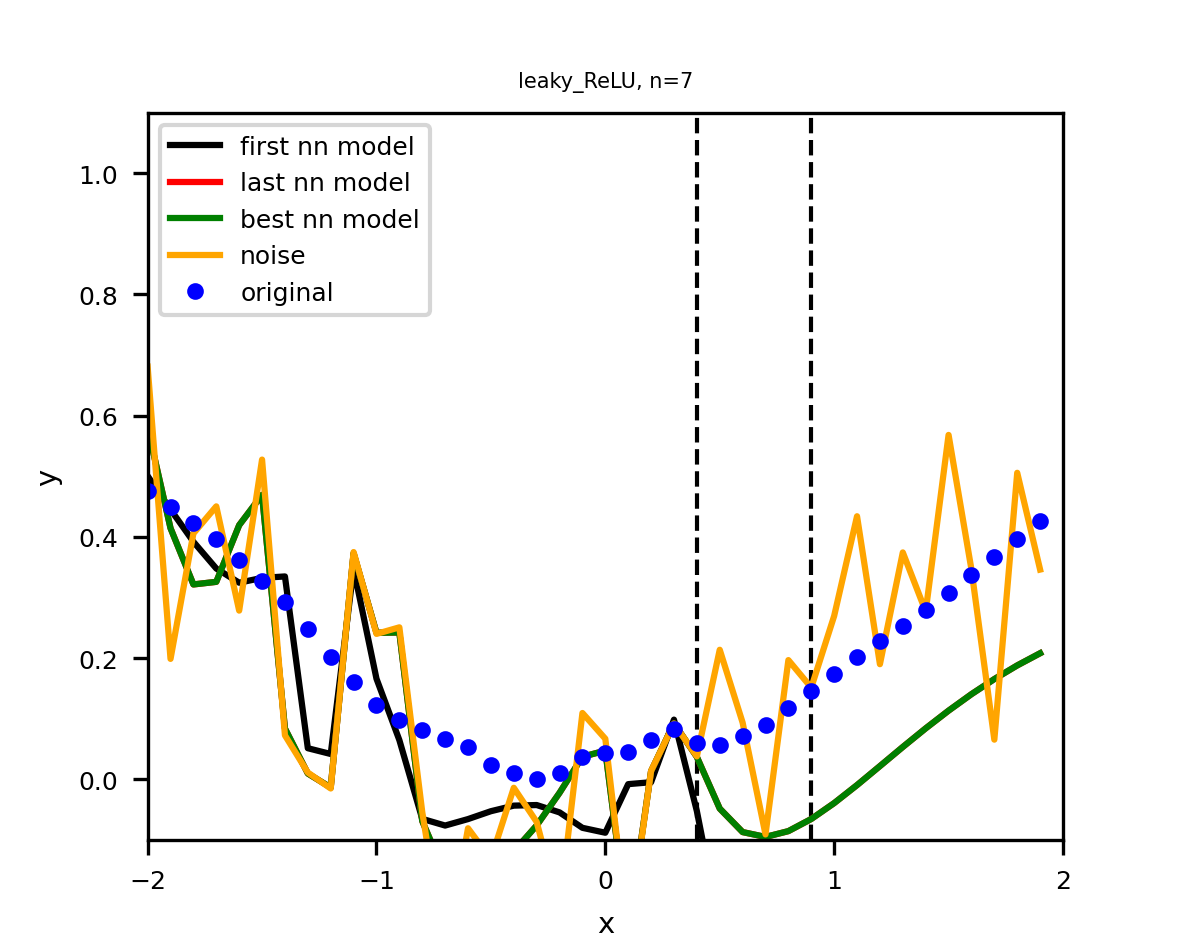 leaky_ReLU, n=7
first nn model
last nn model
best nn model
noise
original
1.0
0.8
0.6
0.4
0.2
0.0
y
−2
−1
0
1
2
x